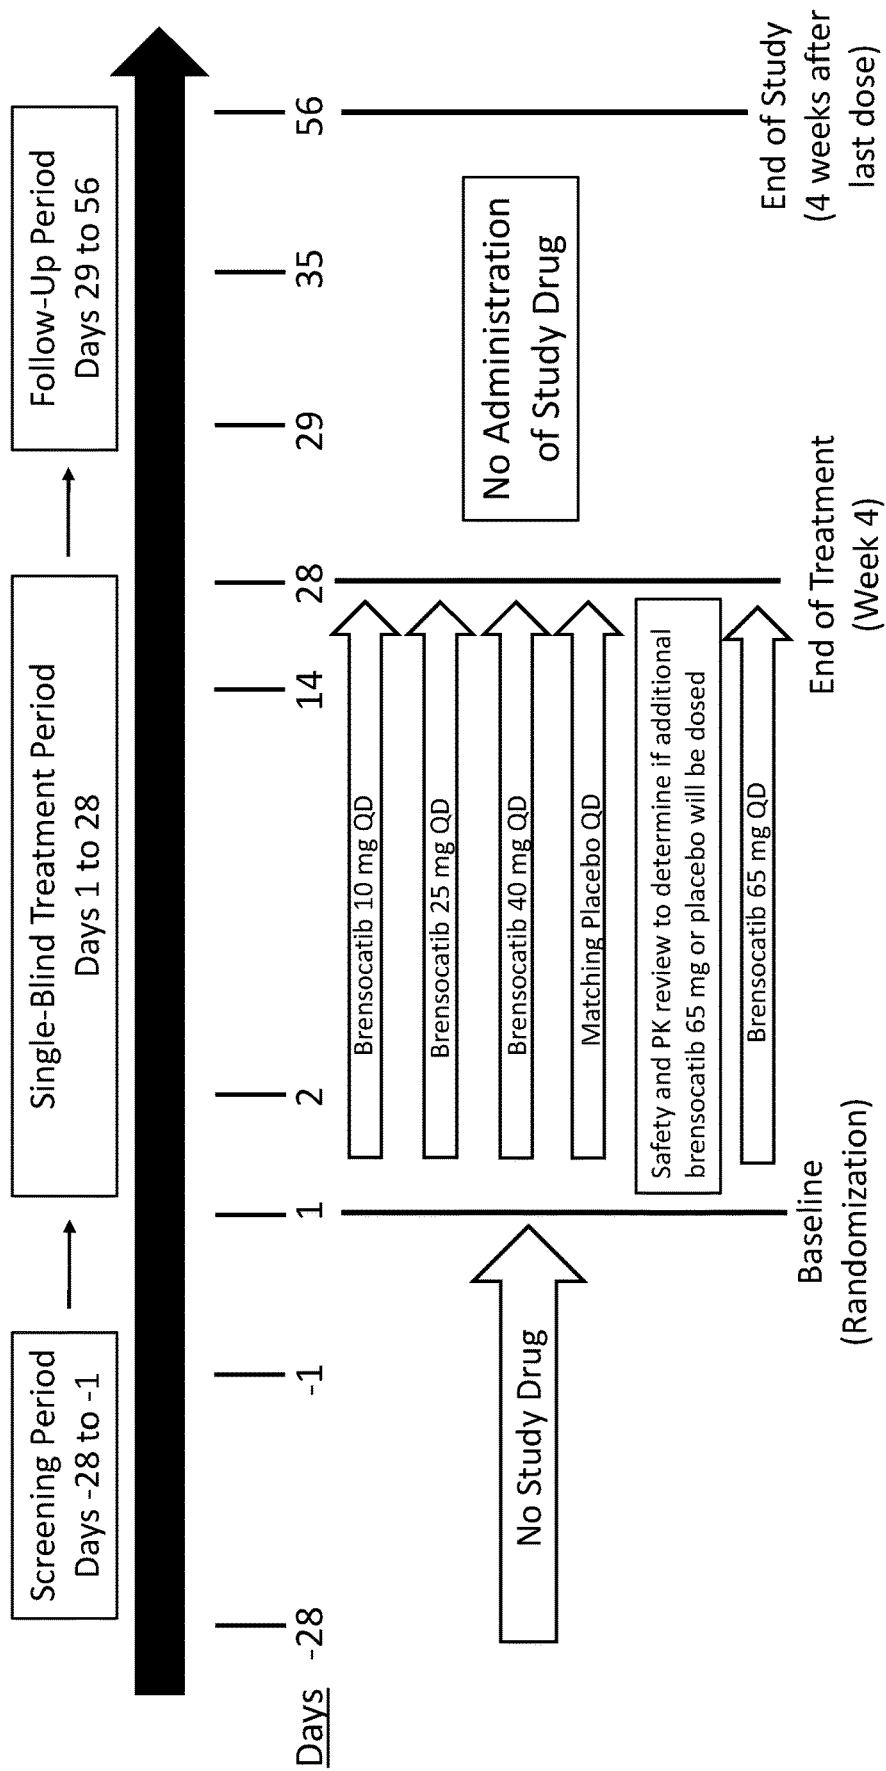 Screening Period
Days -28 to -1
Single-Blind Treatment Period
Days 1 to 28
Follow-Up Period
Days 29 to 56
Days
-28
-1
1
2
14
28
29
35
56
No Study Drug
Brensocatib 10 mg QD
Brensocatib 25 mg QD
Brensocatib 40 mg QD
Matching Placebo QD
Safety and PK review to determine if additional
brensocatib 65 mg or placebo will be dosed
Brensocatib 65 mg QD
No Administration
of Study Drug
Baseline
(Randomization)
End of Treatment
(Week 4)
End of Study
(4 weeks after
last dose)